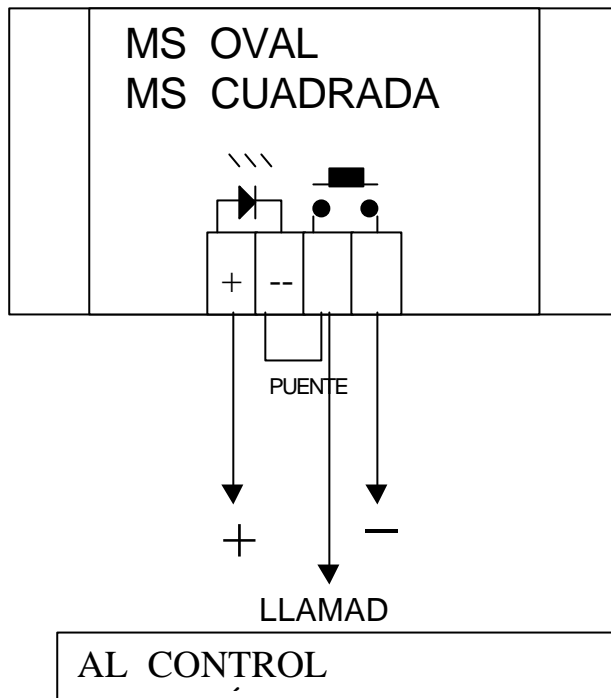 MS OVAL
MS CUADRADA
+ --
PUENTE
+ —
LLAMAD
AL CONTROL